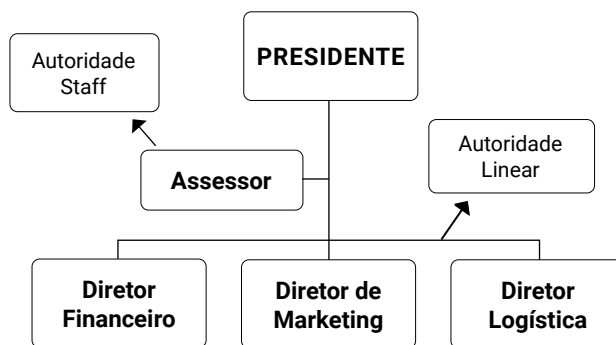 PRESIDENTE
Autoridade
Staff
Assessor
Autoridade
Linear
Diretor
Financeiro
Diretor de
Marketing
Diretor
Logística